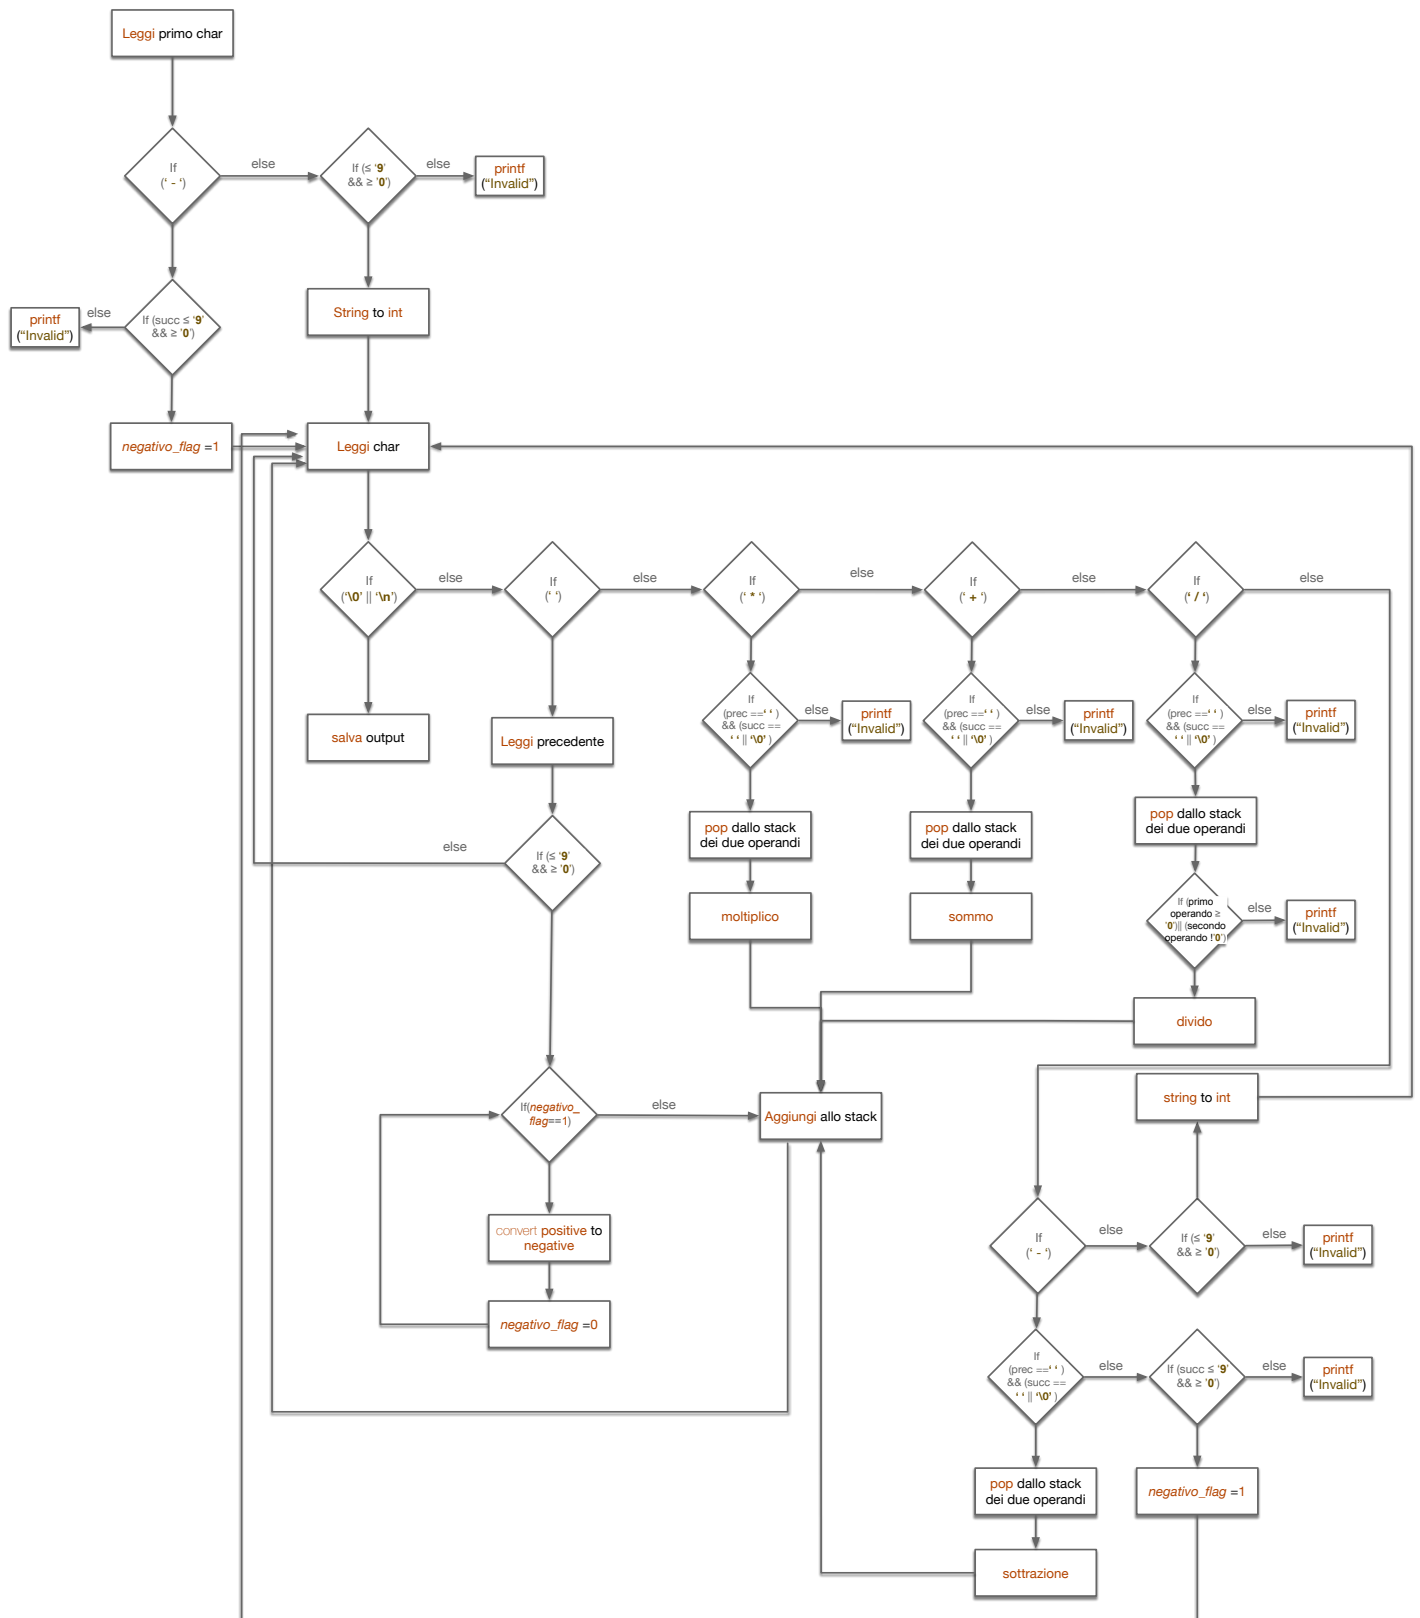 Leggi primo char
If
(‘ - ‘)
else
If (≤ ‘9’
&& ≥ ’0’)
else
printf
(“Invalid”)
printf
(“Invalid”)
else
If (succ ≤ ‘9’
&& ≥ ’0’)
String to int
negativo_flag =1
Leggi char
If
(‘\0’ || ‘\n’)
else
If
(‘ ‘)
else
If
(‘ * ‘)
else
If
(‘ + ‘)
else
If
(‘ / ‘)
else
salva output
Leggi precedente
If
(prec ==‘ ‘ )
&& (succ ==
‘ ‘ || ‘\0’ )
else
printf
(“Invalid”)
If
(prec ==‘ ‘ )
&& (succ ==
‘ ‘ || ‘\0’ )
else
printf
(“Invalid”)
If
(prec ==‘ ‘ )
&& (succ ==
‘ ‘ || ‘\0’ )
else
printf
(“Invalid”)
else
If (≤ ‘9’
&& ≥ ’0’)
pop dallo stack
dei due operandi
pop dallo stack
dei due operandi
pop dallo stack
dei due operandi
moltiplico
sommo
If (primo
operando ≥
’0’)|| (secondo
operando !’0’)
else
printf
(“Invalid”)
divido
If(negativo_
flag==1)
else
Aggiungi allo stack
string to int
convert positive to
negative
negativo_flag =0
If
(‘ - ‘)
else
If (≤ ‘9’
&& ≥ ’0’)
else
printf
(“Invalid”)
If
(prec ==‘ ‘ )
&& (succ ==
‘ ‘ || ‘\0’ )
else
If (succ ≤ ‘9’
&& ≥ ’0’)
else
printf
(“Invalid”)
pop dallo stack
dei due operandi
negativo_flag =1
sottrazione